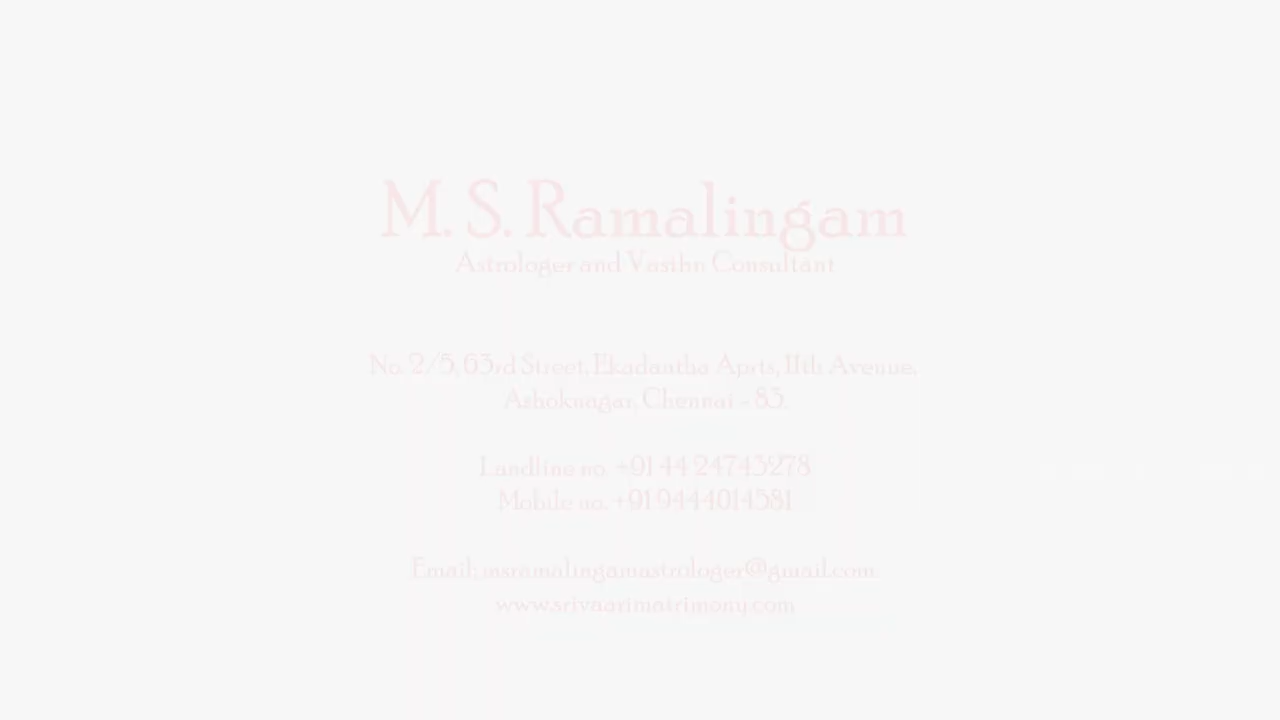 M. S. Ramalingam
Astrologer and Vasthu Consultant
No. 2/5, 63rd Street, Ekadantha Aprts, 11th Avenue,
Ashoknagar, Chennai - 83.
Landline no. +91 44 24743278
Mobile no. +91 9444014581
Email: msramalingamastrologer@gmail.com
www.srivaarimatrimony.com